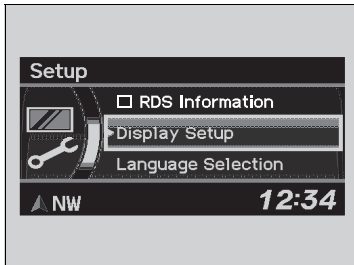 Setup
RDS Information
Display Setup
Language Selection
NW
12:34